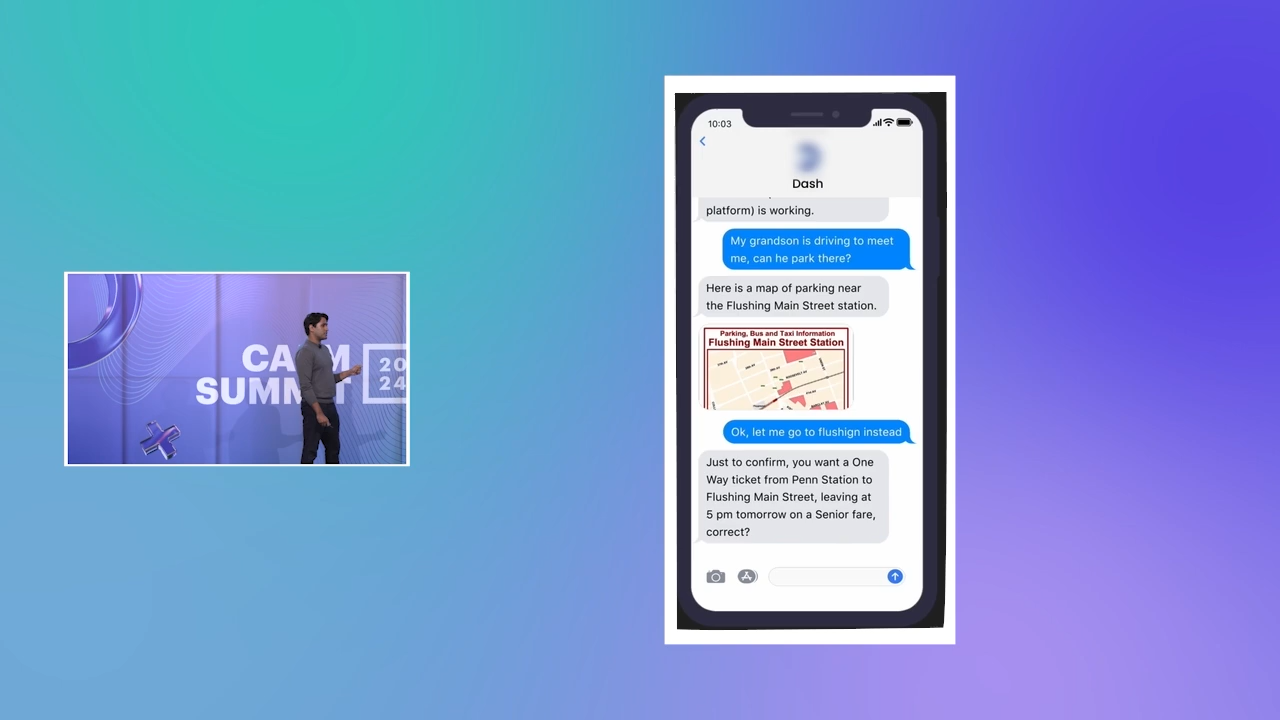 CA M
SUMM T
20
24
10:03
Dash
platform) is working.
My grandson is driving to meet
me, can he park there?
Here is a map of parking near
the Flushing Main Street station.
Parking, Bus and Taxi Information
Flushing Main Street Station
Ok, let me go to flushign instead
Just to confirm, you want a One
Way ticket from Penn Station to
Flushing Main Street, leaving at
5 pm tomorrow on a Senior fare,
correct?